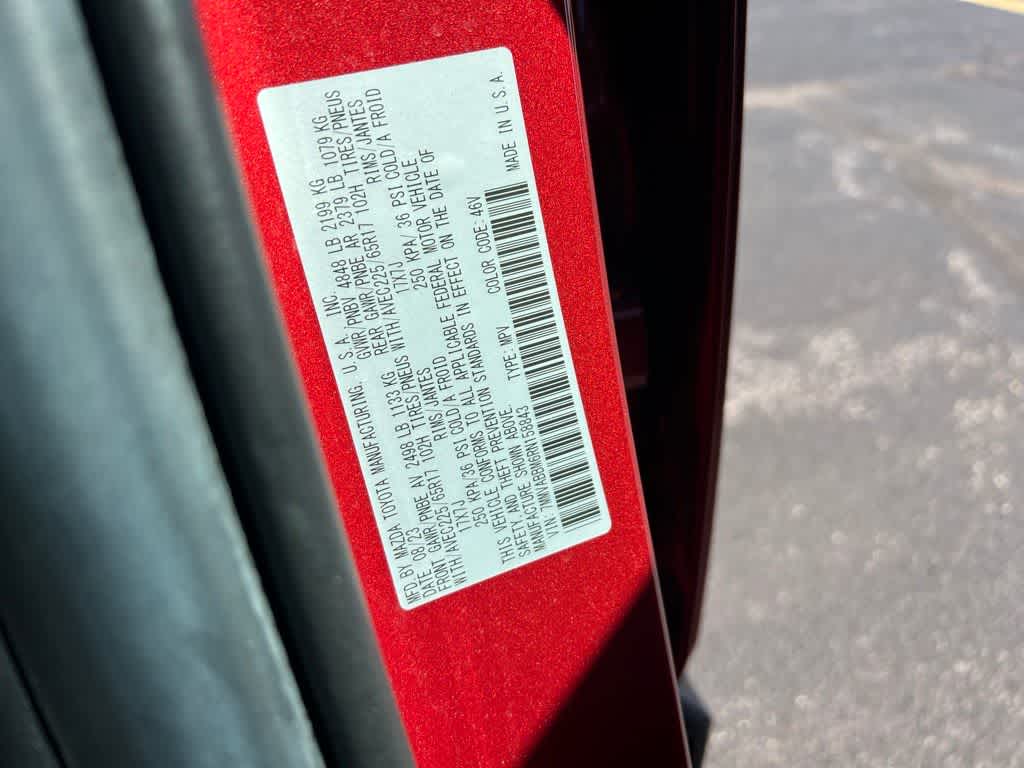 MFD.BY MAZDA TOYOTA MANUFACTURING, U.S.A., INC.
DATE: 08/23 GVWR/PNBV 4848 LB 2199 KG
FRONT GAWR/PNBE AV 2498 LB 1133 KG REAR GAWR/PNBE AR 2379 LB 1079 KG
WITH/AVEC225/65R17 102H TIRES/PNEUS WITH/AVEC225/65R17 102H TIRES/PNEUS
17X7J RIMS/JANTES 17X7J RIMS/JANTES
250 KPA/36 PSI COLD/A FROID 250 KPA/ 36 PSI COLD/A FROID
THIS VEHICLE CONFORMS TO ALL APPLICABLE FEDERAL MOTOR VEHICLE
SAFETY AND THEFT PREVENTION STANDARDS IN EFFECT ON THE DATE OF
MANUFACTURE SHOWN ABOVE.
VIN: 7MMVABBM6RN158843 TYPE: MPV COLOR CODE: 46V
MADE IN U.S.A.